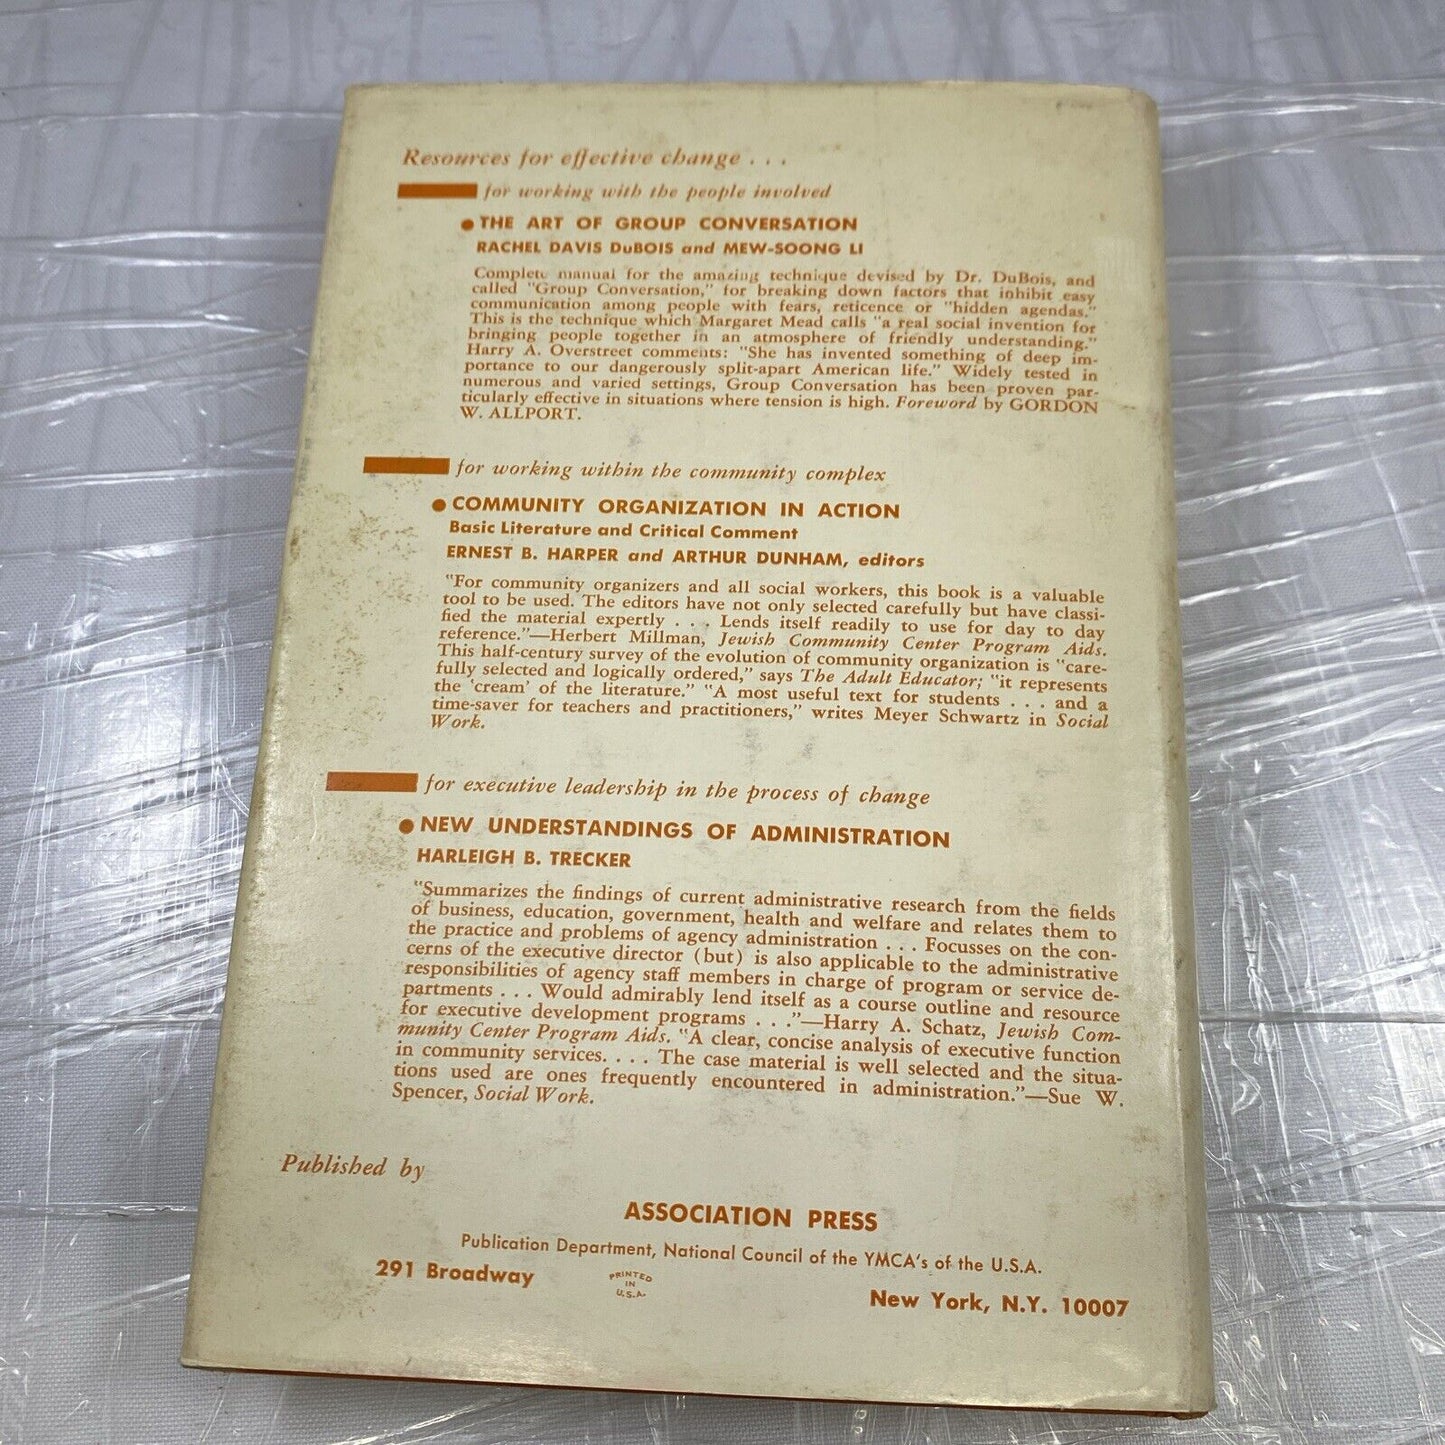 Resources for effective change . . .
for working with the people involved
• THE ART OF GROUP CONVERSATION
RACHEL DAVIS DuBOIS and MEW-SOONG LI
Complete manual for the amazing technique devised by Dr. DuBois, and
called "Group Conversation," for breaking down factors that inhibit easy
communication among people with fears, reticence or "hidden agendas."
This is the technique which Margaret Mead calls "a real social invention for
bringing people together in an atmosphere of friendly understanding."
Harry A. Overstreet comments: "She has invented something of deep im-
portance to our dangerously split-apart American life." Widely tested in
numerous and varied settings, Group Conversation has been proven par-
ticularly effective in situations where tension is high. Foreword by GORDON
W. ALLPORT.
for working within the community complex
• COMMUNITY ORGANIZATION IN ACTION
Basic Literature and Critical Comment
ERNEST B. HARPER and ARTHUR DUNHAM, editors
"For community organizers and all social workers, this book is a valuable
tool to be used. The editors have not only selected carefully but have classi-
fied the material expertly . . . Lends itself readily to use for day to day
reference."—Herbert Millman, Jewish Community Center Program Aids.
This half-century survey of the evolution of community organization is "care-
fully selected and logically ordered," says The Adult Educator; "it represents
the 'cream' of the literature." "A most useful text for students . . . and a
time-saver for teachers and practitioners," writes Meyer Schwartz in Social
Work.
for executive leadership in the process of change
• NEW UNDERSTANDINGS OF ADMINISTRATION
HARLEIGH B. TRECKER
"Summarizes the findings of current administrative research from the fields
of business, education, government, health and welfare and relates them to
the practice and problems of agency administration . . . Focusses on the con-
cerns of the executive director (but) is also applicable to the administrative
responsibilities of agency staff members in charge of program or service de-
partments . . . Would admirably lend itself as a course outline and resource
for executive development programs . . ."—Harry A. Schatz, Jewish Com-
munity Center Program Aids. "A clear, concise analysis of executive function
in community services. . . . The case material is well selected and the situa-
tions used are ones frequently encountered in administration."—Sue W.
Spencer, Social Work.
Published by
ASSOCIATION PRESS
Publication Department, National Council of the YMCA's of the U.S.A.
291 Broadway
PRINTED
IN
U.S.A.
New York, N.Y. 10007